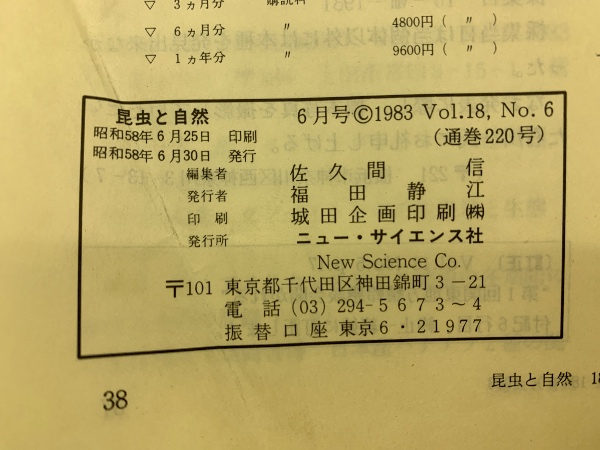 ▽ 3ヵ月分 購読料
▽ 6ヵ月分 〃 4800円(〃)
▽ 1ヵ年分 〃 9600円(〃)
昆虫と自然 6月号©1983 Vol.18, No.6
昭和58年6月25日 印刷 (通巻220号)
昭和58年6月30日 発行
編集者 佐久間 信
発行者 福田静江
印刷 城田企画印刷㈱
発行所 ニュー・サイエンス社
New Science Co.
〒101 東京都千代田区神田錦町3-21
電話 (03) 294-5673~4
振替口座 東京6・21977
38
昆虫と自然